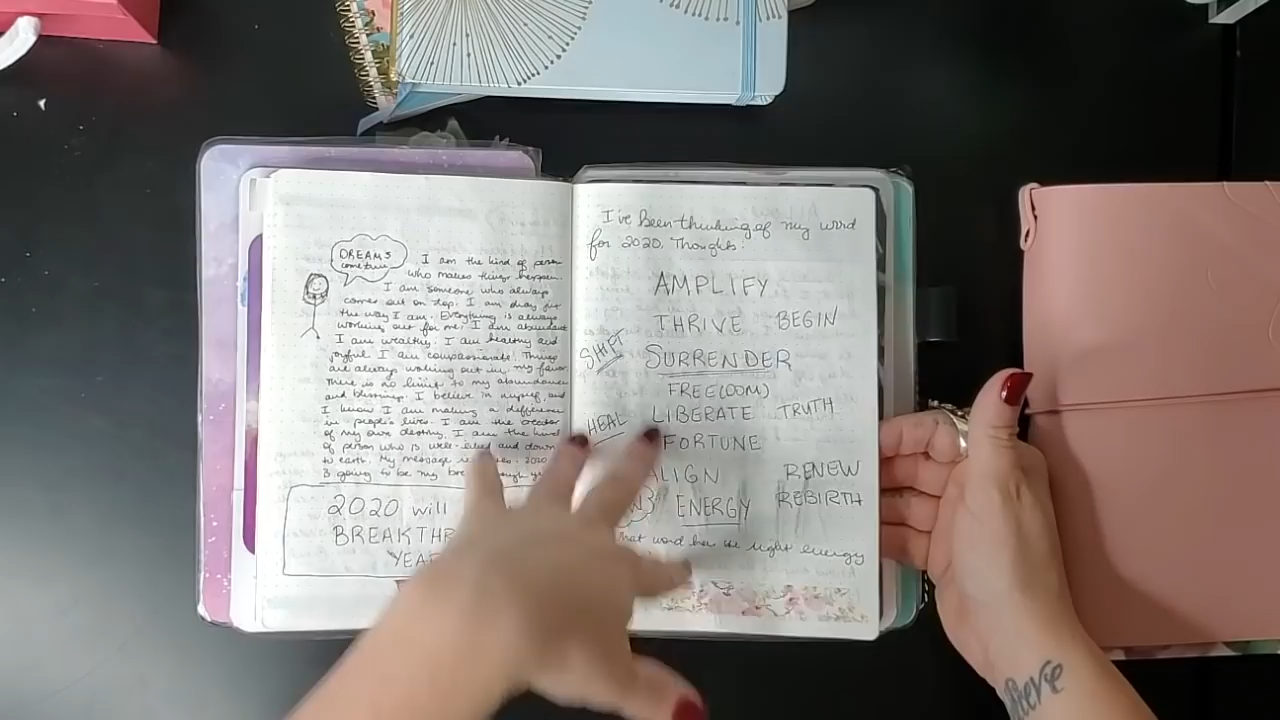 DREAMS
come true
I am the kind of person
who makes things happen.
I am someone who always
comes out on top. I am okay just
the way I am. Everything is always
working out for me. I am abundant
I am wealthy. I am healthy and
joyful. I am compassionate. Things
are always working out in my favor
There is no limit to my abundance
and blessings. I believe in myself, and
I know I am making a difference
in people's lives. I am the creator
of my own destiny. I am the kind
of person who is well-liked and down
to earth. My message 2020
is going to be my
2020 will
I've Been thinking of my word
for 2020. Thoughts:
AMPLIFY
THRIVE BEGIN
SHIFT
SURRENDER
FREE(DOM)
LIBERATE TRUTH
HEAL
FORTUNE
RENEW
ENERGY REBIRTH
word has the right energy